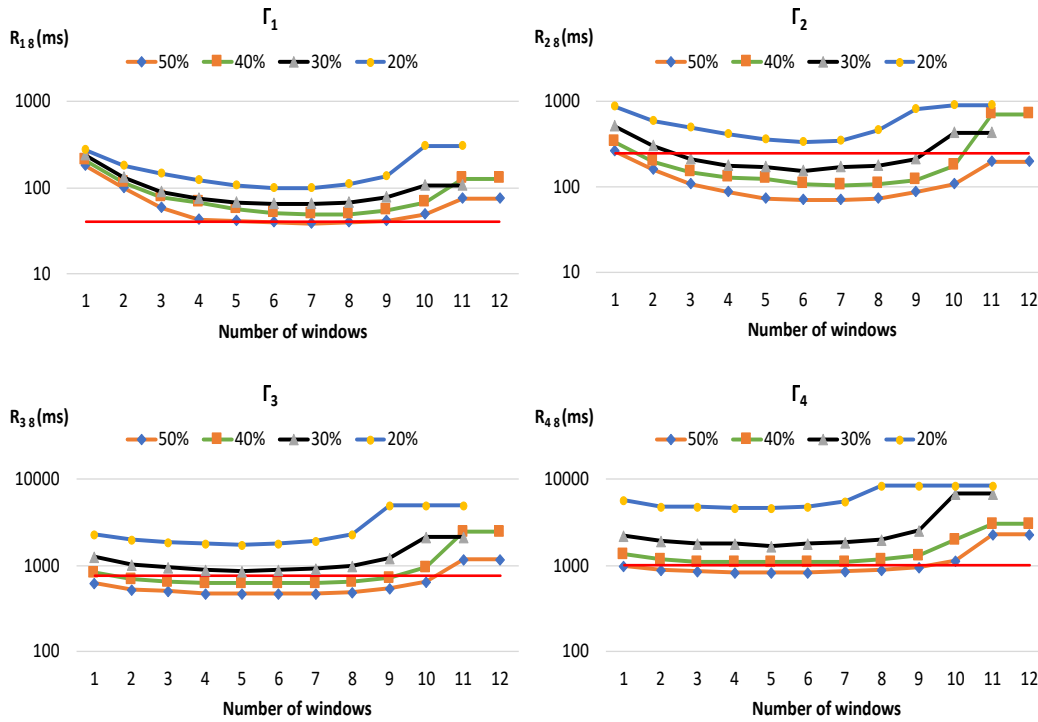 Γ1
R1 8 (ms)
50% 40% 30% 20%
1000
100
10
1 2 3 4 5 6 7 8 9 10 11 12
Number of windows
Γ2
R2 8 (ms)
50% 40% 30% 20%
1000
100
10
1 2 3 4 5 6 7 8 9 10 11 12
Number of windows
Γ3
R3 8 (ms)
50% 40% 30% 20%
10000
1000
100
1 2 3 4 5 6 7 8 9 10 11 12
Number of windows
Γ4
R4 8 (ms)
50% 40% 30% 20%
10000
1000
100
1 2 3 4 5 6 7 8 9 10 11 12
Number of windows